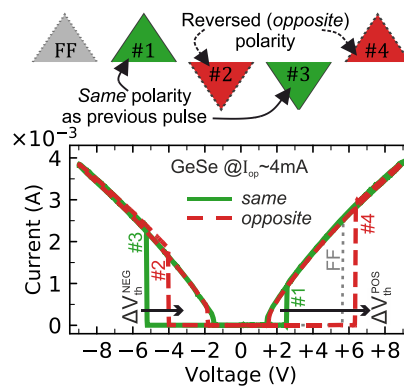 Reversed (opposite)
polarity
FF
#1
#2
#3
#4
Same polarity
as previous pulse
×10⁻³
GeSe @I_op~4mA
same
opposite
Current (A)
4
3
2
1
0
#3
#2
#1
FF
#4
ΔV_th^NEG
ΔV_th^POS
−8 −6 −4 −2 0 +2 +4 +6 +8
Voltage (V)